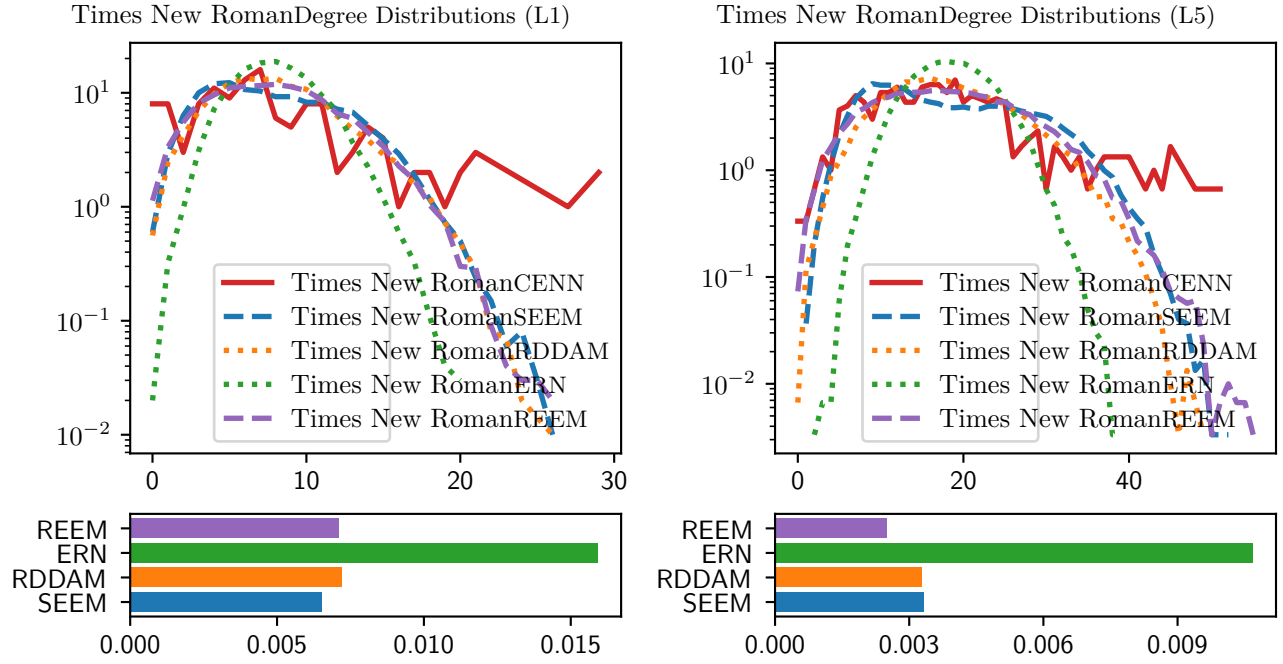 Times New RomanDegree Distributions (L1)
10^1
10^0
10^−1
10^−2
Times New RomanCENN
Times New RomanSEEM
Times New RomanRDDAM
Times New RomanERN
Times New RomanREEM
0 10 20 30
REEM
ERN
RDDAM
SEEM
0.000 0.005 0.010 0.015
Times New RomanDegree Distributions (L5)
10^1
10^0
10^−1
10^−2
Times New RomanCENN
Times New RomanSEEM
Times New RomanRDDAM
Times New RomanERN
Times New RomanREEM
0 20 40
REEM
ERN
RDDAM
SEEM
0.000 0.003 0.006 0.009